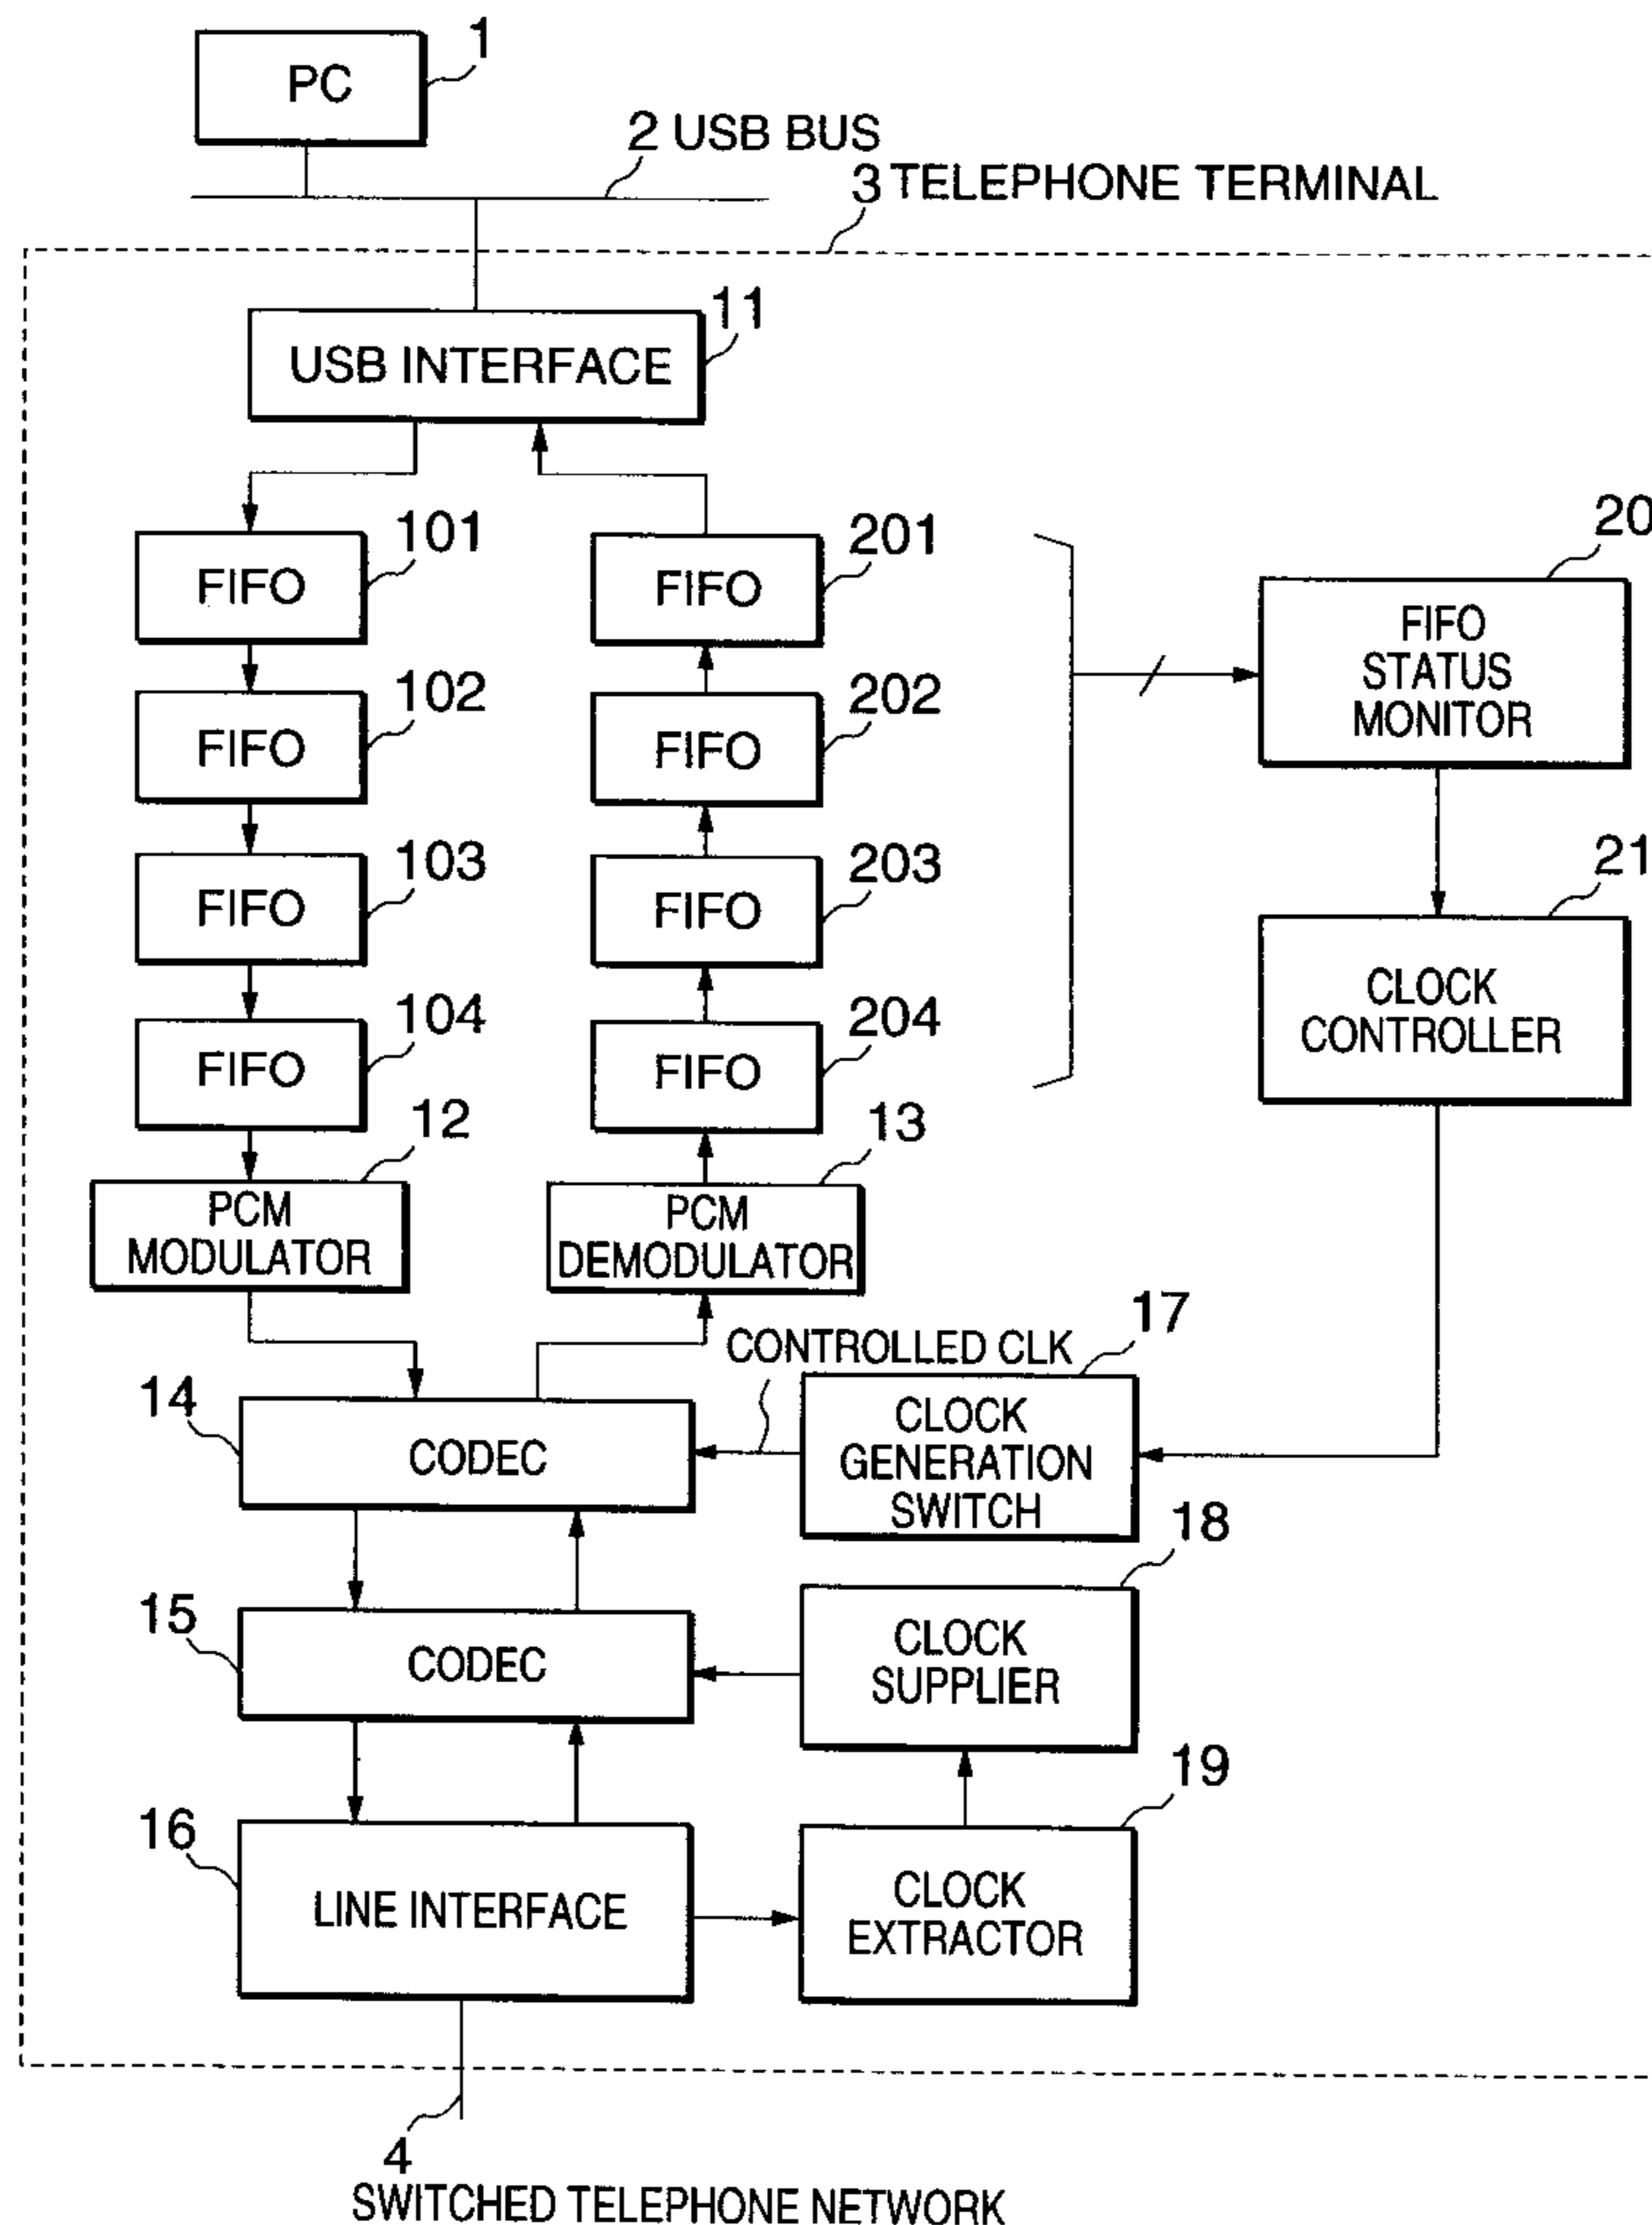 1
PC
2 USB BUS
3 TELEPHONE TERMINAL
11
USB INTERFACE
101
FIFO
201
FIFO
20
FIFO
STATUS
MONITOR
102
FIFO
202
FIFO
103
FIFO
203
FIFO
21
CLOCK
CONTROLLER
104
FIFO
204
FIFO
12
PCM
MODULATOR
13
PCM
DEMODULATOR
CONTROLLED CLK
17
CLOCK
GENERATION
SWITCH
14
CODEC
18
CLOCK
SUPPLIER
15
CODEC
19
CLOCK
EXTRACTOR
16
LINE INTERFACE
4
SWITCHED TELEPHONE NETWORK